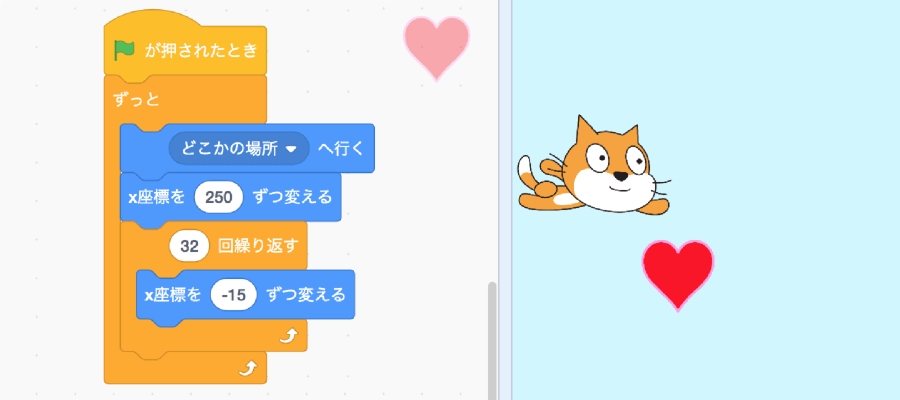 が押されたとき
ずっと
どこかの場所 へ行く
x座標を 250 ずつ変える
32 回繰り返す
x座標を -15 ずつ変える